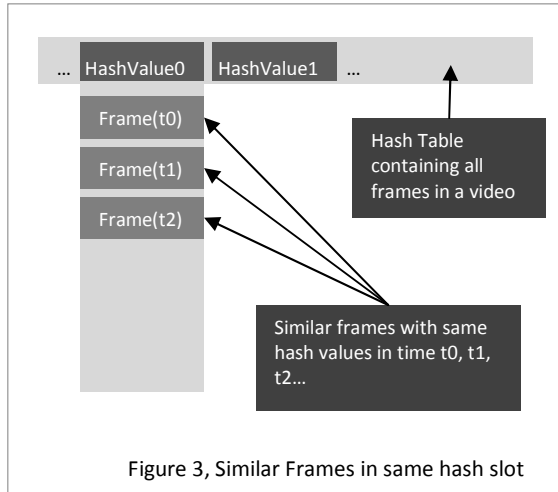 ... HashValue0 HashValue1 ...
Frame(t0)
Frame(t1)
Frame(t2)
Hash Table
containing all
frames in a video
Similar frames with same
hash values in time t0, t1,
t2...
Figure 3, Similar Frames in same hash slot